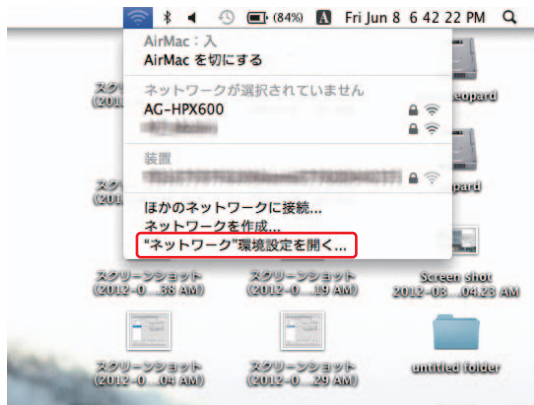 (84%) A Fri Jun 8 6 42 22 PM
AirMac：入
AirMac を切にする
ネットワークが選択されていません
AG-HPX600
装置
ほかのネットワークに接続...
ネットワークを作成...
“ネットワーク”環境設定を開く...
スクリーンショット
(2012-0....38 AM)
スクリーンショット
(2012-0....19 AM)
Screen shot
2012-03....04.23 AM
スクリーンショット
(2012-0....04 AM)
スクリーンショット
(2012-0....29 AM)
untitled folder